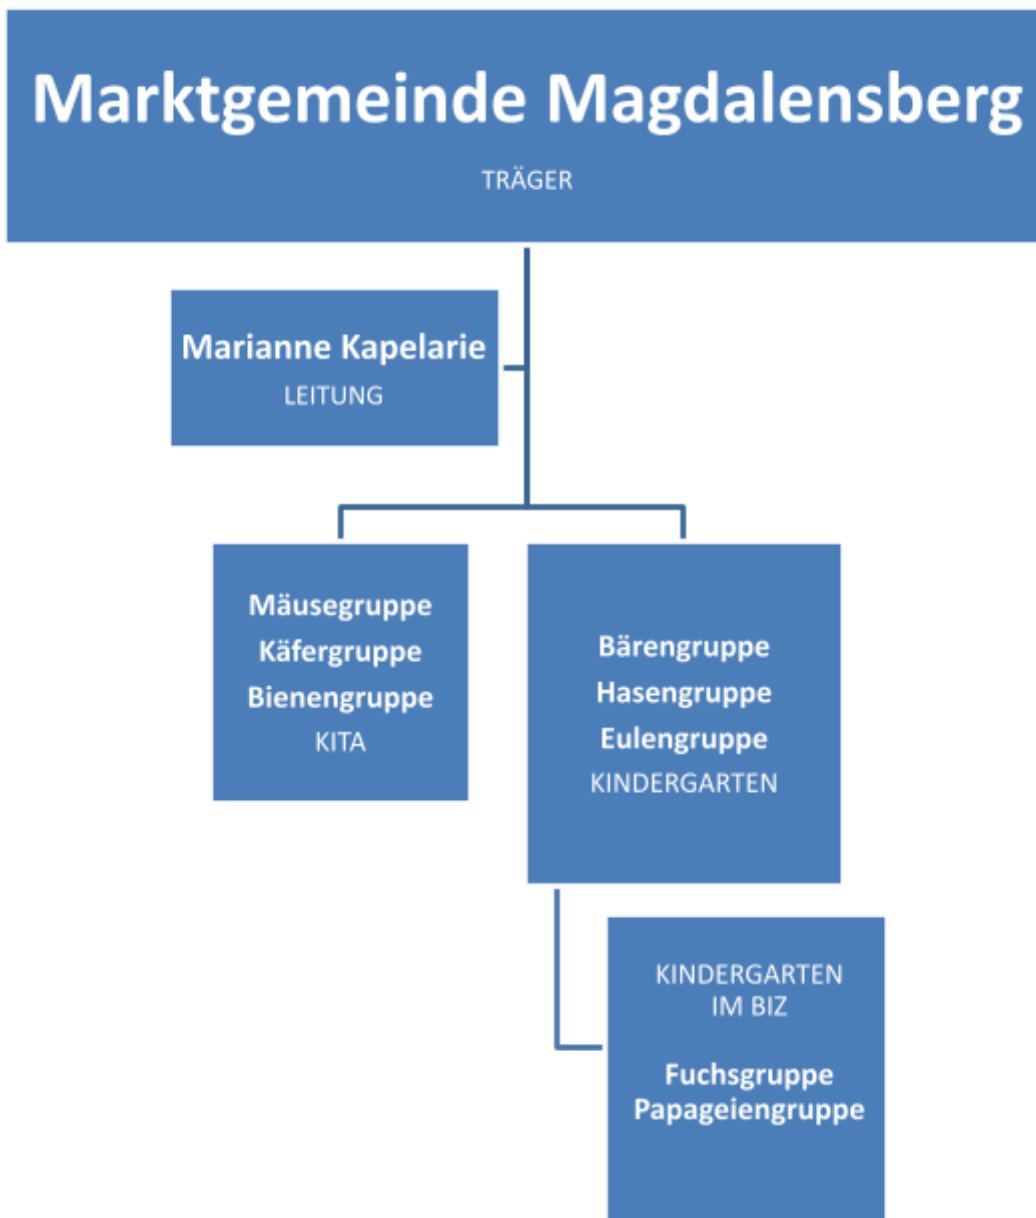 Marktgemeinde Magdalensberg
TRÄGER
Marianne Kapelarie
LEITUNG
Mäusegruppe
Käfergruppe
Bienengruppe
KITA
Bärengruppe
Hasengruppe
Eulengruppe
KINDERGARTEN
KINDERGARTEN
IM BIZ
Fuchsgruppe
Papageiengruppe